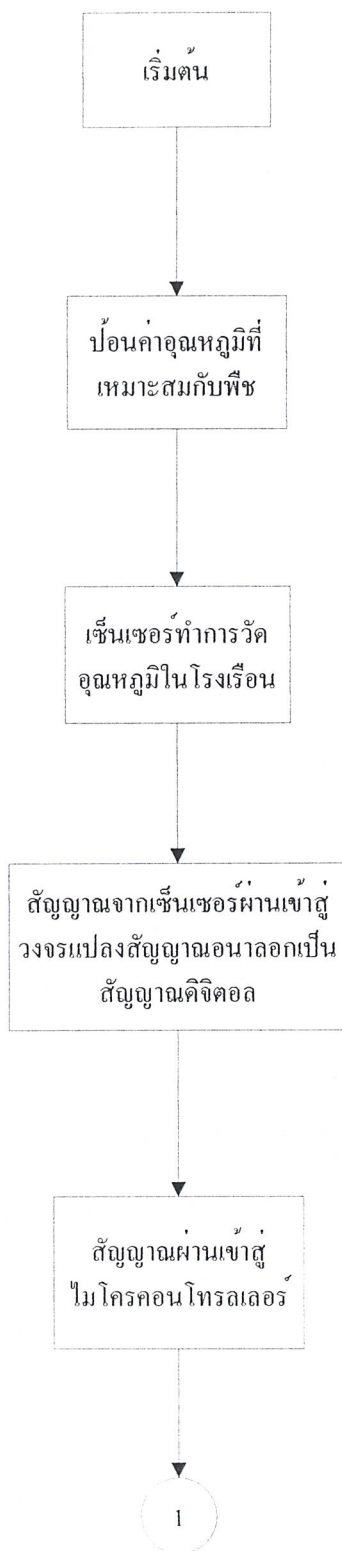 เริ่มต้น
ป้อนค่าอุณหภูมิที่
เหมาะสมกับพืช
เซ็นเซอร์ทำการวัด
อุณหภูมิในโรงเรือน
สัญญาณจากเซ็นเซอร์ผ่านเข้าสู่
วงจรแปลงสัญญาณอนาลอกเป็น
สัญญาณดิจิตอล
สัญญาณผ่านเข้าสู่
ไมโครคอนโทรลเลอร์
1